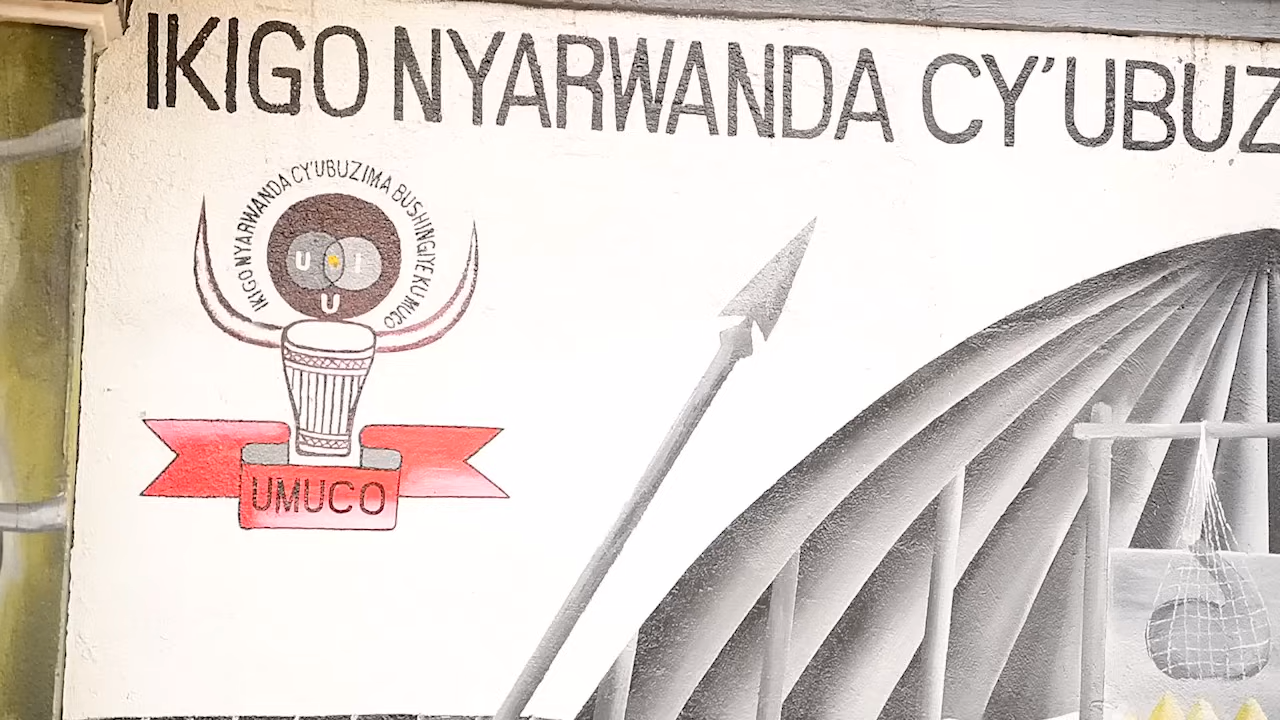 IKIGO NYARWANDA CY'UBUZ
IKIGO NYARWANDA CY'UBUZIMA BUSHINGIYE KU MUCO
U I
U
UMUCO